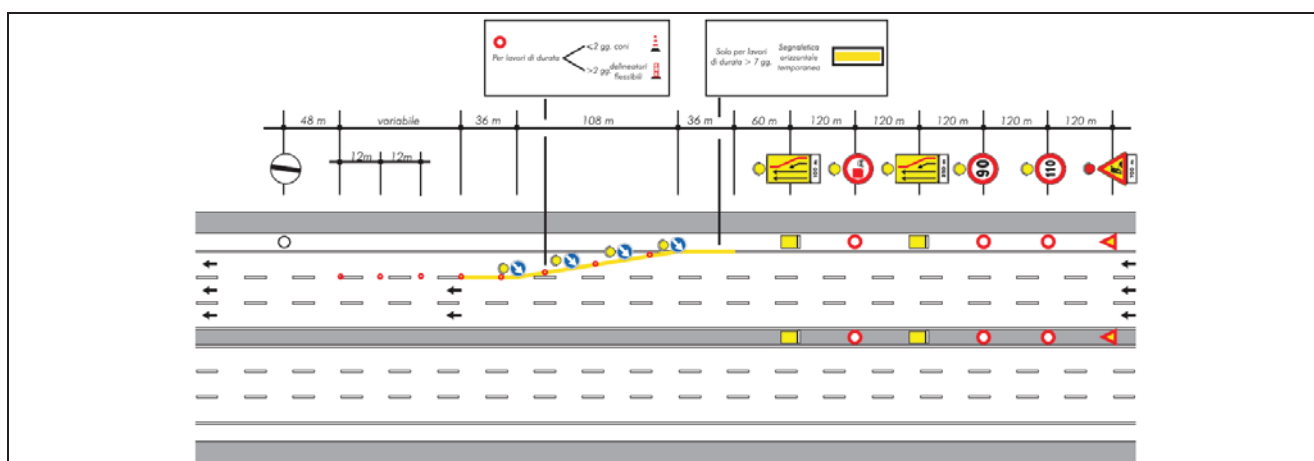 Per lavori di durata
<2 gg. coni
>2 gg. delineatori
flessibili
Solo per lavori
di durata > 7 gg.
Segnaletica
orizzontale
temporanea
48 m
variabile
36 m
108 m
36 m
60 m
120 m
120 m
120 m
120 m
120 m
12m
12m
90
110